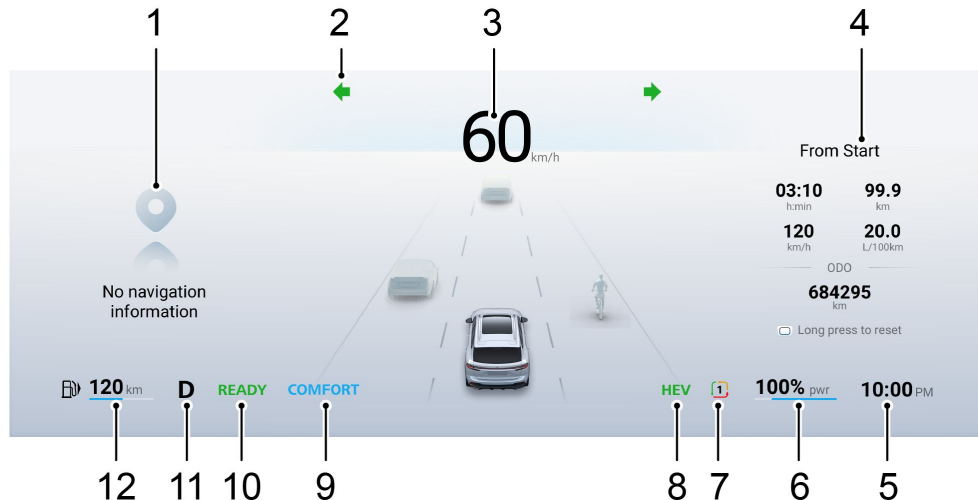 1 2 3 4
60 km/h
From Start
03:10 99.9
h:min km
120 20.0
km/h L/100km
ODO
684295
km
Long press to reset
No navigation
information
120 km D READY COMFORT HEV 1 100% pwr 10:00 PM
12 11 10 9 8 7 6 5